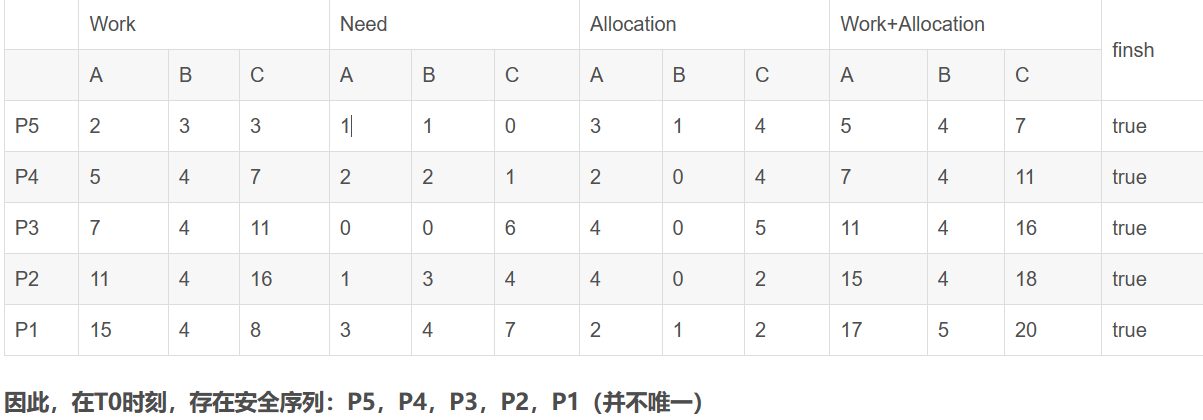 Work Need Allocation Work+Allocation finsh
A B C A B C A B C A B C
P5 2 3 3 1 1 0 3 1 4 5 4 7 true
P4 5 4 7 2 2 1 2 0 4 7 4 11 true
P3 7 4 11 0 0 6 4 0 5 11 4 16 true
P2 11 4 16 1 3 4 4 0 2 15 4 18 true
P1 15 4 8 3 4 7 2 1 2 17 5 20 true
因此，在T0时刻，存在安全序列：P5，P4，P3，P2，P1（并不唯一）